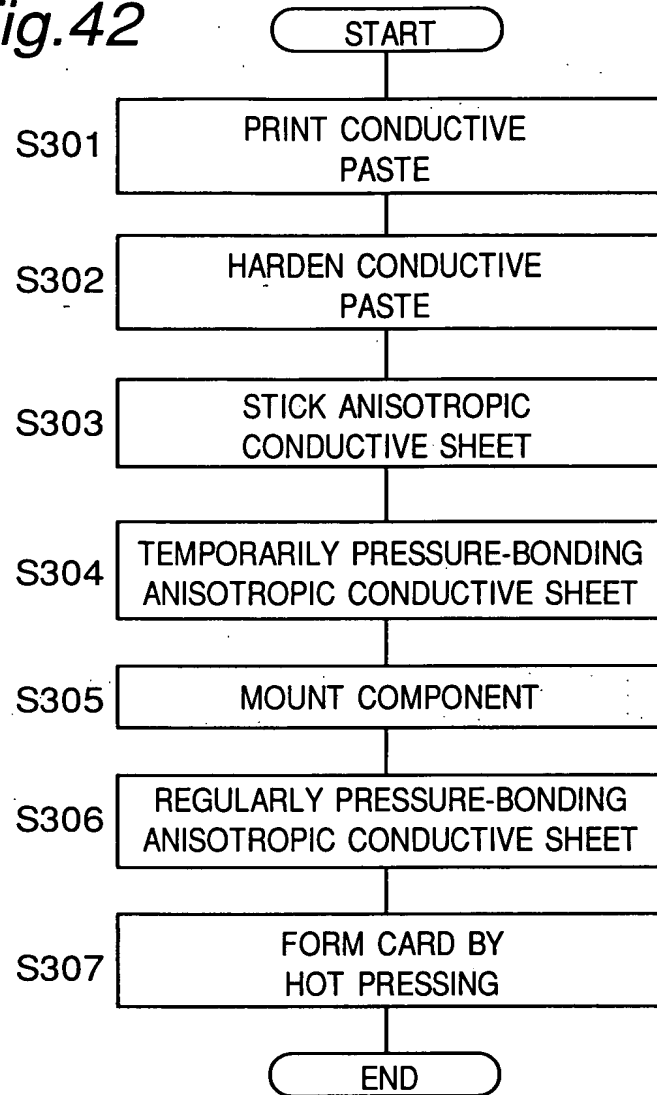 ig.42
START
S301
PRINT CONDUCTIVE
PASTE
S302
HARDEN CONDUCTIVE
PASTE
S303
STICK ANISOTROPIC
CONDUCTIVE SHEET
S304
TEMPORARILY PRESSURE-BONDING
ANISOTROPIC CONDUCTIVE SHEET
S305
MOUNT COMPONENT
S306
REGULARLY PRESSURE-BONDING
ANISOTROPIC CONDUCTIVE SHEET
S307
FORM CARD BY
HOT PRESSING
END